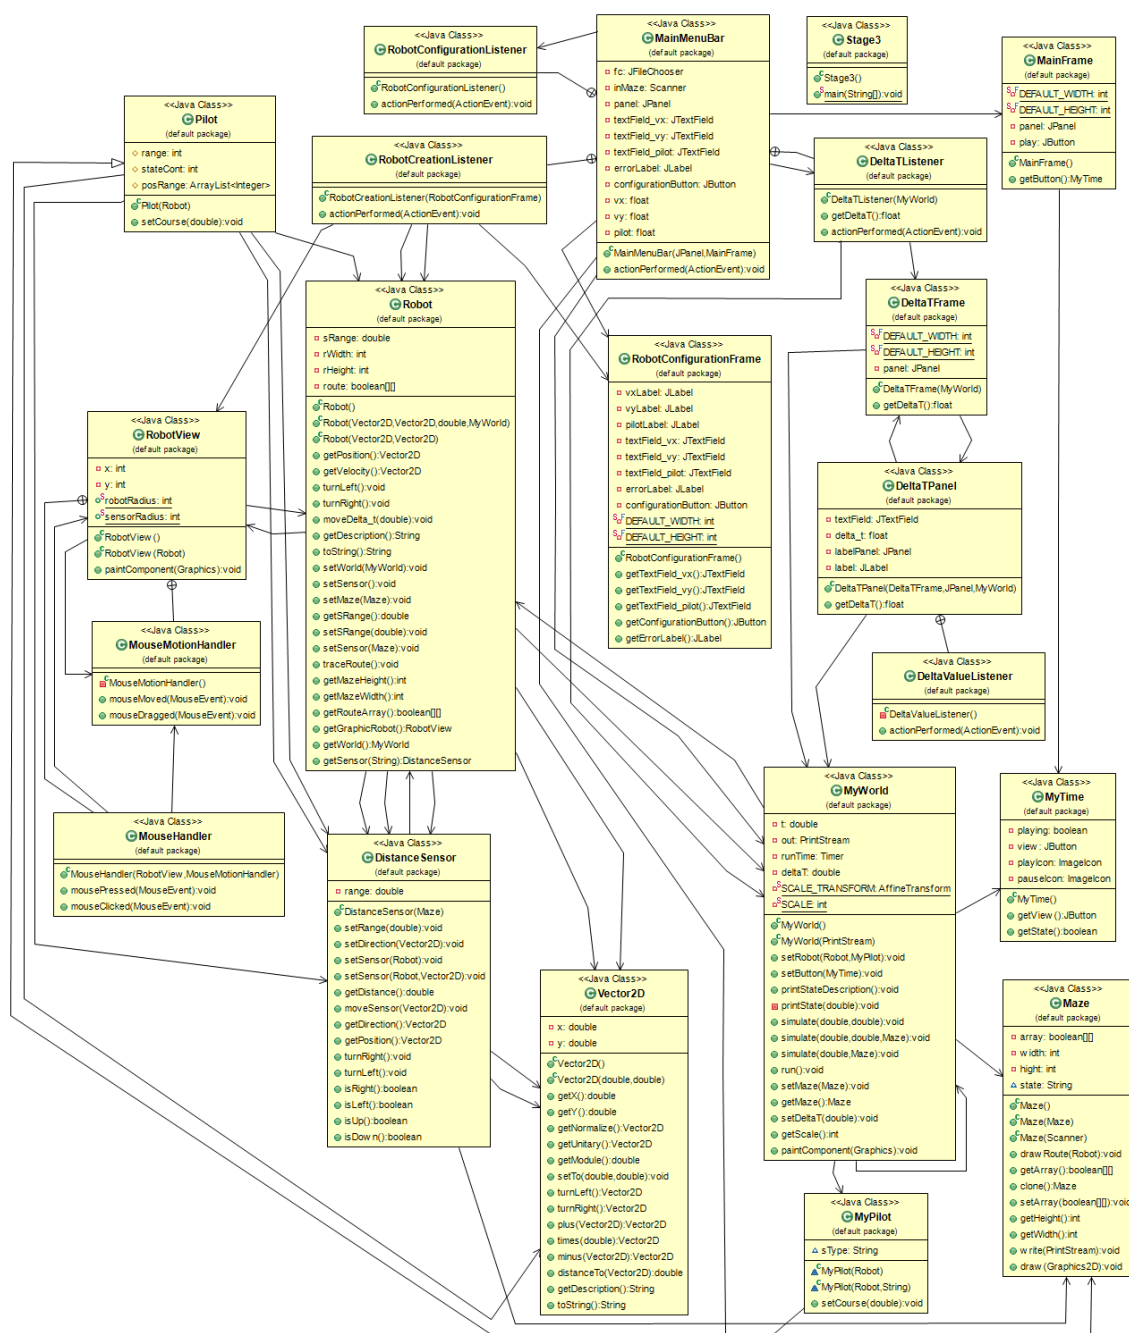 <<Java Class>>
RobotConfigurationListener
(default package)
RobotConfigurationListener()
actionPerformed(ActionEvent):void
<<Java Class>>
MainMenuBar
(default package)
fc: JFileChooser
inMaze: Scanner
panel: JPanel
textField_vx: JTextField
textField_vy: JTextField
textField_pilot: JTextField
errorLabel: JLabel
configurationButton: JButton
vx: float
vy: float
pilot: float
MainMenuBar(JPanel,MainFrame)
actionPerformed(ActionEvent):void
<<Java Class>>
Stage3
(default package)
Stage3()
main(String[]):void
<<Java Class>>
MainFrame
(default package)
DEFAULT_WIDTH: int
DEFAULT_HEIGHT: int
panel: JPanel
play: JButton
MainFrame()
getButton():MyTime
<<Java Class>>
Pilot
(default package)
range: int
stateCont: int
posRange: ArrayList<Integer>
Pilot(Robot)
setCourse(double):void
<<Java Class>>
RobotCreationListener
(default package)
RobotCreationListener(RobotConfigurationFrame)
actionPerformed(ActionEvent):void
<<Java Class>>
DeltaTListener
(default package)
DeltaTListener(MyWorld)
getDeltaT():float
actionPerformed(ActionEvent):void
<<Java Class>>
Robot
(default package)
sRange: double
rWidth: int
rHeight: int
route: boolean[][]
Robot()
Robot(Vector2D,Vector2D,double,MyWorld)
Robot(Vector2D,Vector2D)
getPosition():Vector2D
getVelocity():Vector2D
turnLeft():void
turnRight():void
moveDelta_t(double):void
getDescription():String
toString():String
setWorld(MyWorld):void
setSensor():void
setMaze(Maze):void
getSRange():double
setSRange(double):void
setSensor(Maze):void
traceRoute():void
getMazeHeight():int
getMazeWidth():int
getRouteArray():boolean[][]
getGraphicRobot():RobotView
getWorld():MyWorld
getSensor(String):DistanceSensor
<<Java Class>>
DeltaTFrame
(default package)
DEFAULT_WIDTH: int
DEFAULT_HEIGHT: int
panel: JPanel
DeltaTFrame(MyWorld)
getDeltaT():float
<<Java Class>>
RobotConfigurationFrame
(default package)
vxLabel: JLabel
vyLabel: JLabel
pilotLabel: JLabel
textField_vx: JTextField
textField_vy: JTextField
textField_pilot: JTextField
errorLabel: JLabel
configurationButton: JButton
DEFAULT_WIDTH: int
DEFAULT_HEIGHT: int
RobotConfigurationFrame()
getTextField_vx():JTextField
getTextField_vy():JTextField
getTextField_pilot():JTextField
getConfigurationButton():JButton
getErrorLabel():JLabel
<<Java Class>>
RobotView
(default package)
x: int
y: int
robotRadius: int
sensorRadius: int
RobotView()
RobotView(Robot)
paintComponent(Graphics):void
<<Java Class>>
DeltaTPanel
(default package)
textField: JTextField
delta_t: float
labelPanel: JPanel
label: JLabel
DeltaTPanel(DeltaTFrame,JPanel,MyWorld)
getDeltaT():float
<<Java Class>>
MouseMotionHandler
(default package)
MouseMotionHandler()
mouseMoved(MouseEvent):void
mouseDragged(MouseEvent):void
<<Java Class>>
DeltaValueListener
(default package)
DeltaValueListener()
actionPerformed(ActionEvent):void
<<Java Class>>
MyWorld
(default package)
t: double
out: PrintStream
runTime: Timer
deltaT: double
SCALE_TRANSFORM: AffineTransform
SCALE: int
MyWorld()
MyWorld(PrintStream)
setRobot(Robot,MyPilot):void
setButton(MyTime):void
printStateDescription():void
printState(double):void
simulate(double,double):void
simulate(double,double,Maze):void
simulate(double,Maze):void
run():void
setMaze(Maze):void
getMaze():Maze
setDeltaT(double):void
getScale():int
paintComponent(Graphics):void
<<Java Class>>
MyTime
(default package)
playing: boolean
view: JButton
playIcon: ImageIcon
pauseIcon: ImageIcon
MyTime()
getView():JButton
getState():boolean
<<Java Class>>
MouseHandler
(default package)
MouseHandler(RobotView,MouseMotionHandler)
mousePressed(MouseEvent):void
mouseClicked(MouseEvent):void
<<Java Class>>
DistanceSensor
(default package)
range: double
DistanceSensor(Maze)
setRange(double):void
setDirection(Vector2D):void
setSensor(Robot):void
setSensor(Robot,Vector2D):void
getDistance():double
moveSensor(Vector2D):void
getDirection():Vector2D
getPosition():Vector2D
turnRight():void
turnLeft():void
isRight():boolean
isLeft():boolean
isUp():boolean
isDown():boolean
<<Java Class>>
Vector2D
(default package)
x: double
y: double
Vector2D()
Vector2D(double,double)
getX():double
getY():double
getNormalize():Vector2D
getUnitary():Vector2D
getModule():double
setTo(double,double):void
turnLeft():Vector2D
turnRight():Vector2D
plus(Vector2D):Vector2D
times(double):Vector2D
minus(Vector2D):Vector2D
distanceTo(Vector2D):double
getDescription():String
toString():String
<<Java Class>>
Maze
(default package)
array: boolean[][]
width: int
hight: int
state: String
Maze()
Maze(Maze)
Maze(Scanner)
drawRoute(Robot):void
getArray():boolean[][]
clone():Maze
setArray(boolean[][]):void
getHeight():int
getWidth():int
write(PrintStream):void
draw(Graphics2D):void
<<Java Class>>
MyPilot
(default package)
sType: String
MyPilot(Robot)
MyPilot(Robot,String)
setCourse(double):void